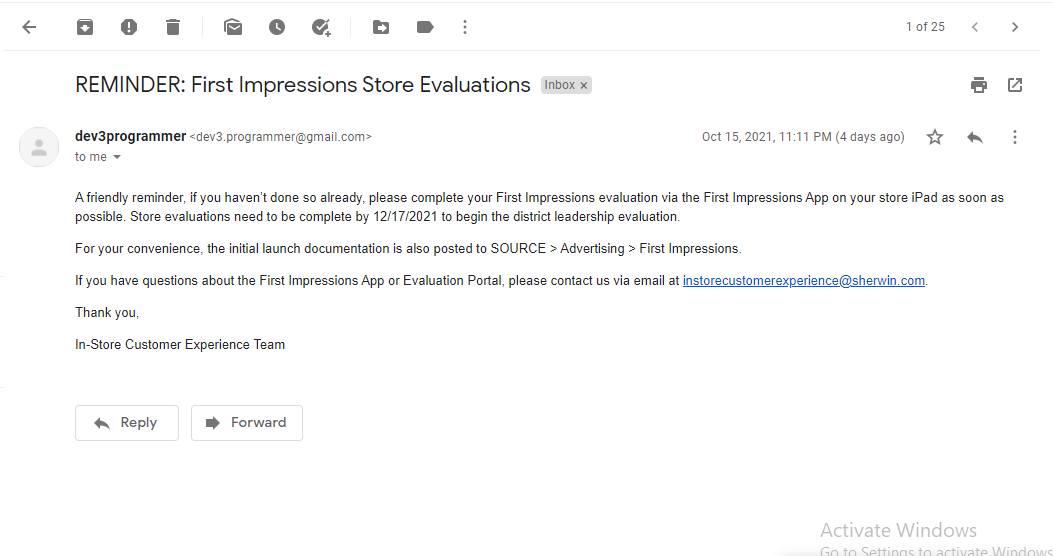 1 of 25
REMINDER: First Impressions Store Evaluations Inbox x
dev3programmer <dev3.programmer@gmail.com> Oct 15, 2021, 11:11 PM (4 days ago)
to me
A friendly reminder, if you haven't done so already, please complete your First Impressions evaluation via the First Impressions App on your store iPad as soon as
possible. Store evaluations need to be complete by 12/17/2021 to begin the district leadership evaluation.
For your convenience, the initial launch documentation is also posted to SOURCE > Advertising > First Impressions.
If you have questions about the First Impressions App or Evaluation Portal, please contact us via email at instorecustomerexperience@sherwin.com.
Thank you,
In-Store Customer Experience Team
Reply Forward
Activate Windows
Go to Settings to activate Windows